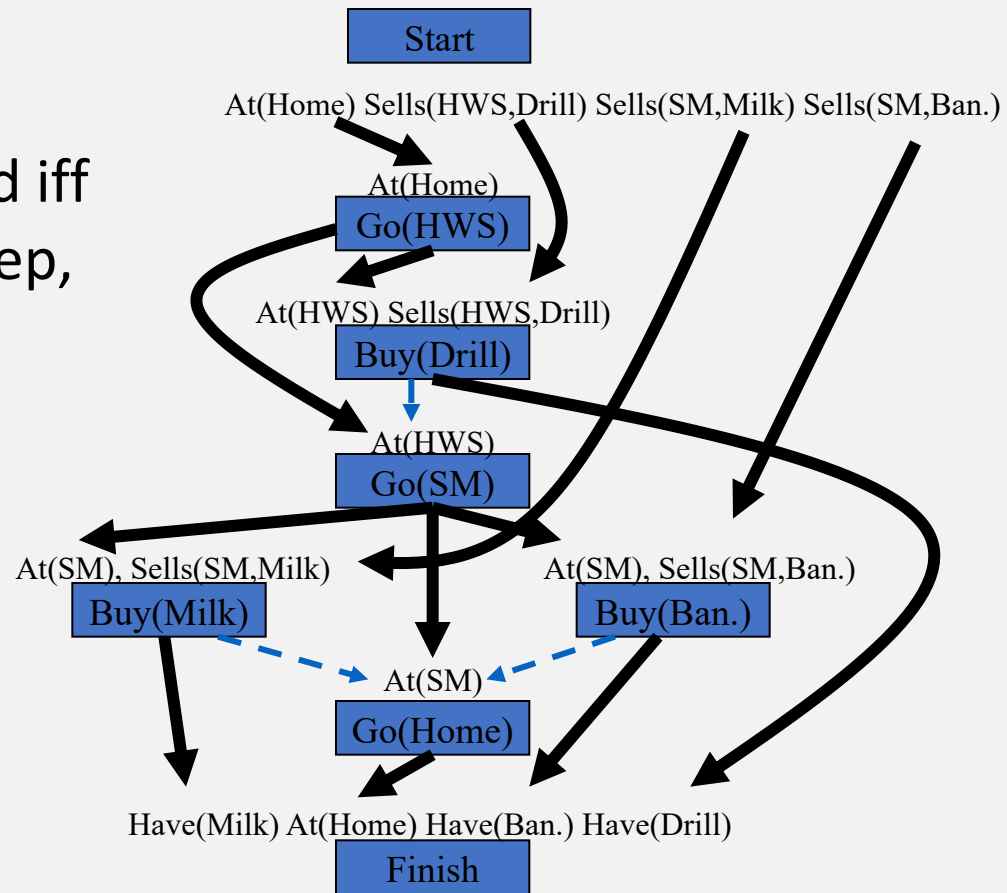 Start
At(Home) Sells(HWS,Drill) Sells(SM,Milk) Sells(SM,Ban.)
d iff
At(Home)
Go(HWS)
ep,
At(HWS) Sells(HWS,Drill)
Buy(Drill)
At(HWS)
Go(SM)
At(SM), Sells(SM,Milk) At(SM), Sells(SM,Ban.)
Buy(Milk) Buy(Ban.)
At(SM)
Go(Home)
Have(Milk) At(Home) Have(Ban.) Have(Drill)
Finish